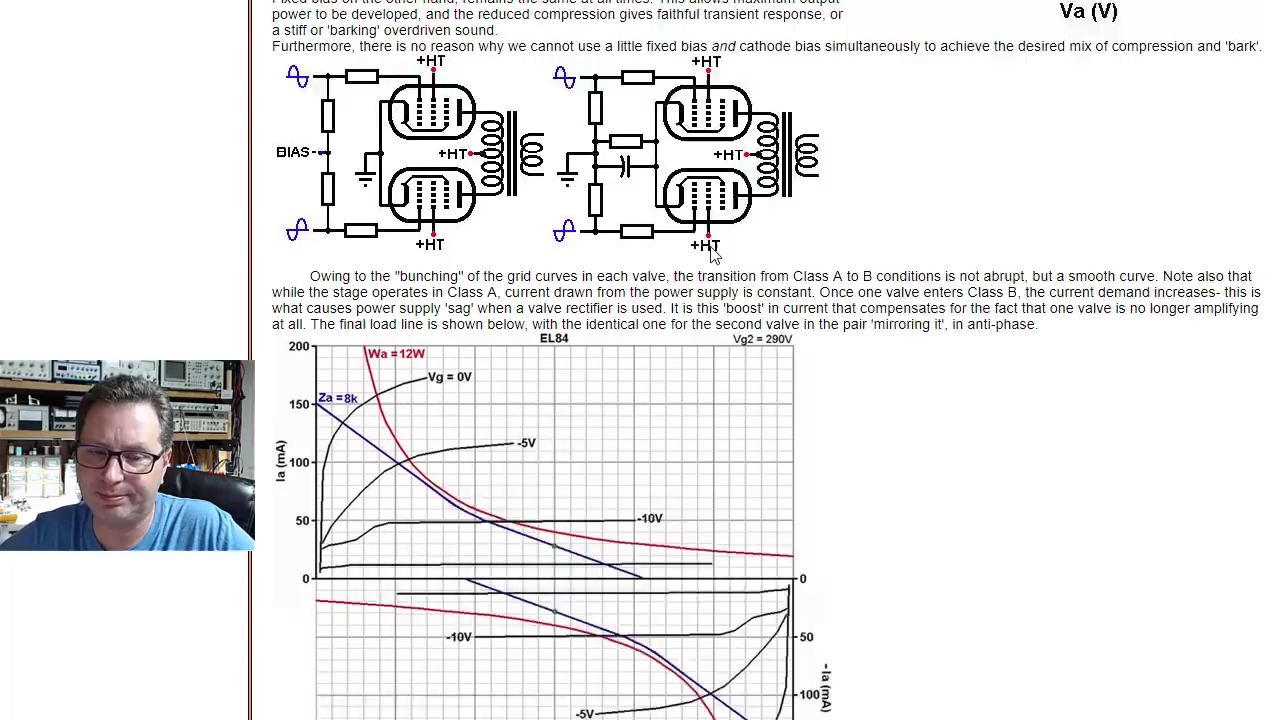 Fixed bias on the other hand, remains the same at all times. This allows maximum output
power to be developed, and the reduced compression gives faithful transient response, or
a stiff or 'barking' overdriven sound.
Va (V)
Furthermore, there is no reason why we cannot use a little fixed bias and cathode bias simultaneously to achieve the desired mix of compression and 'bark'.
+HT
+HT
BIAS
+HT
+HT
+HT
+HT
Owing to the "bunching" of the grid curves in each valve, the transition from Class A to B conditions is not abrupt, but a smooth curve. Note also that
while the stage operates in Class A, current drawn from the power supply is constant. Once one valve enters Class B, the current demand increases- this is
what causes power supply 'sag' when a valve rectifier is used. It is this 'boost' in current that compensates for the fact that one valve is no longer amplifying
at all. The final load line is shown below, with the identical one for the second valve in the pair 'mirroring it', in anti-phase.
EL84
Vg2 = 290V
200
Wa =12W
Vg = 0V
Za =8k
150
-5V
Ia (mA)
100
50
-10V
0
0
-10V
-50
-100
-Ia (mA)
-5V